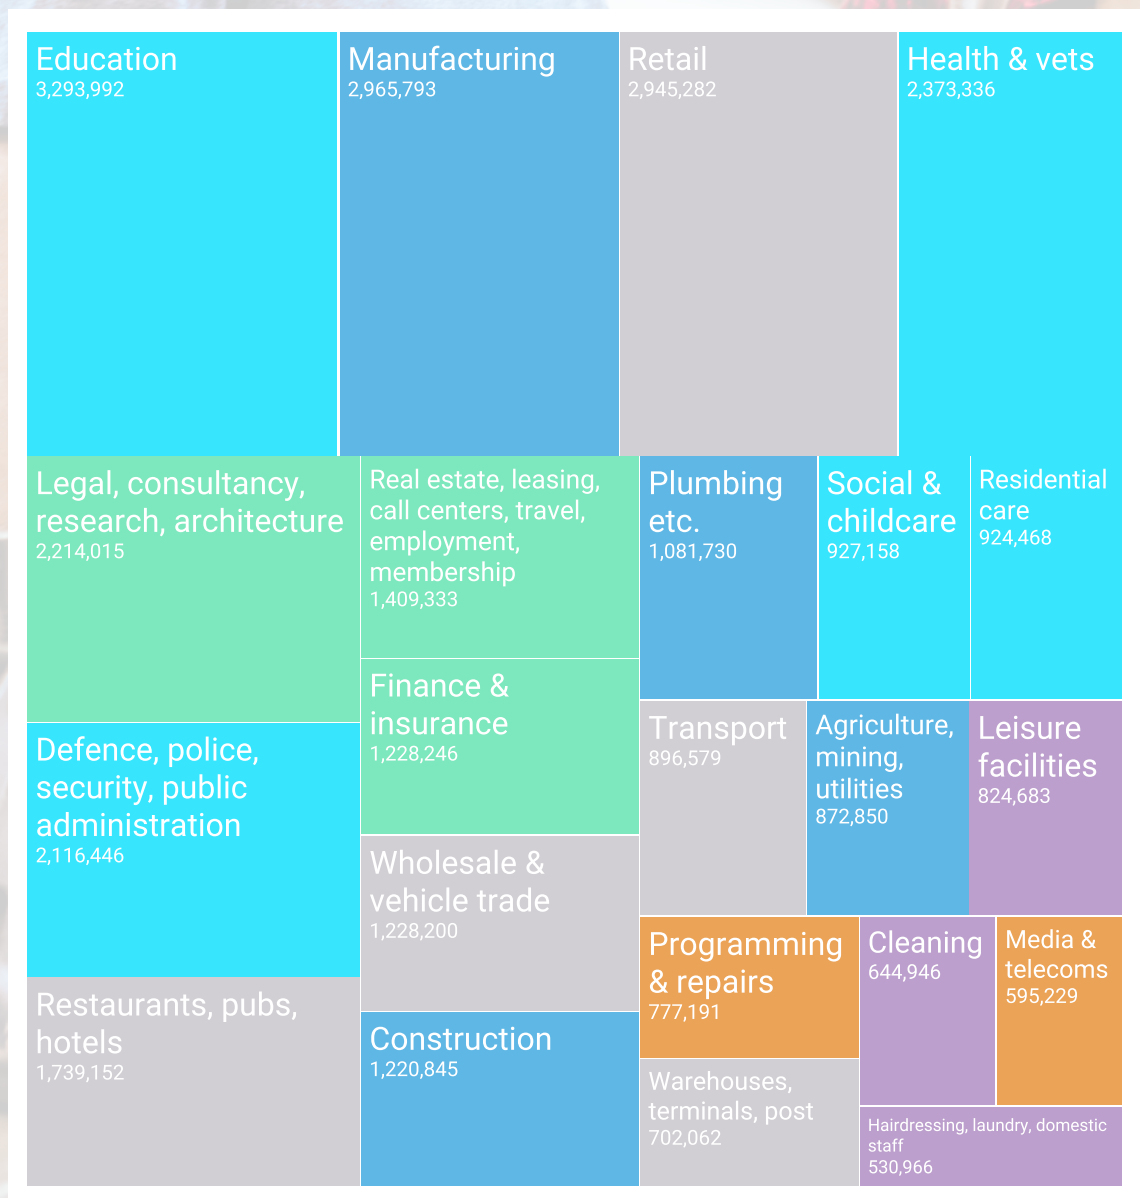 Education
3,293,992
Manufacturing
2,965,793
Retail
2,945,282
Health & vets
2,373,336
Legal, consultancy,
research, architecture
2,214,015
Real estate, leasing,
call centers, travel,
employment,
membership
1,409,333
Plumbing
etc.
1,081,730
Social &
childcare
927,158
Residential
care
924,468
Finance &
insurance
1,228,246
Transport
896,579
Agriculture,
mining,
utilities
872,850
Leisure
facilities
824,683
Defence, police,
security, public
administration
2,116,446
Wholesale &
vehicle trade
1,228,200
Programming
& repairs
777,191
Cleaning
644,946
Media &
telecoms
595,229
Restaurants, pubs,
hotels
1,739,152
Construction
1,220,845
Warehouses,
terminals, post
702,062
Hairdressing, laundry, domestic
staff
530,966